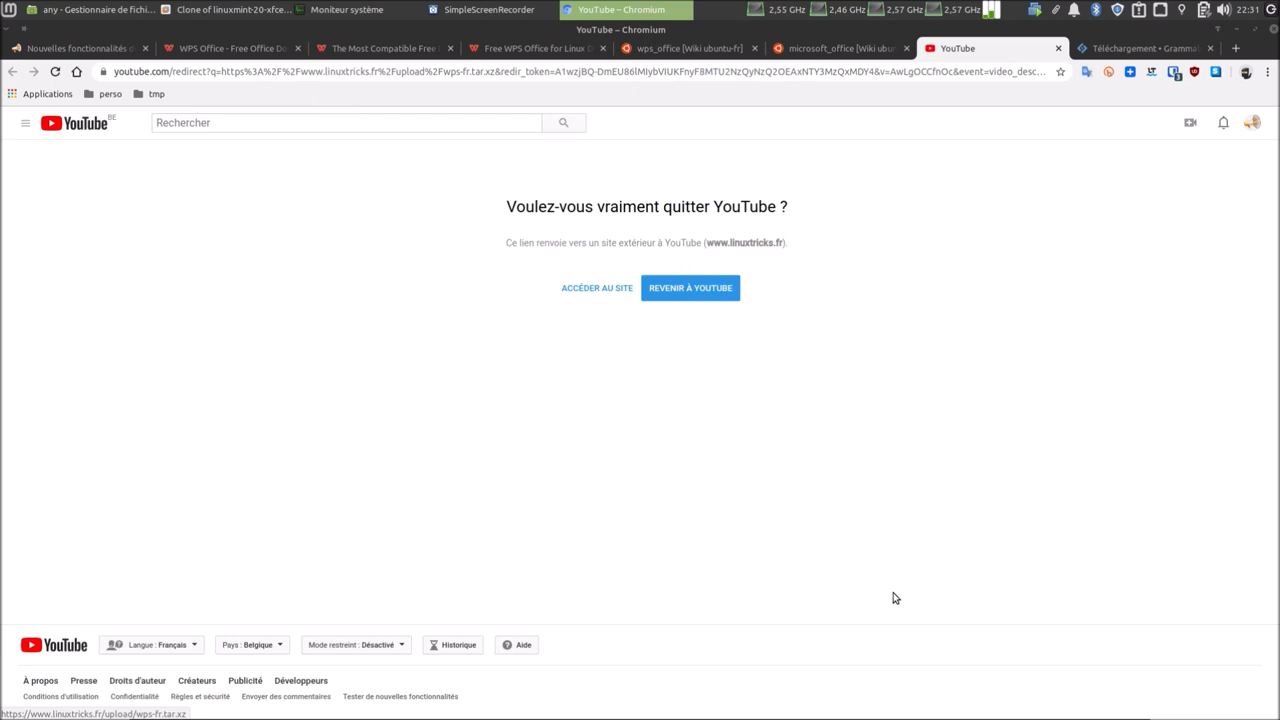 any - Gestionnaire de fichi...
Clone of linuxmint-20-xfce...
Moniteur système
SimpleScreenRecorder
YouTube – Chromium
2,55 GHz
2,46 GHz
2,57 GHz
2,57 GHz
22:31
YouTube – Chromium
Nouvelles fonctionnalités d
WPS Office - Free Office Do
The Most Compatible Free
Free WPS Office for Linux D
wps_office [Wiki ubuntu-fr]
microsoft_office [Wiki ubun
YouTube
Téléchargement • Gramma
youtube.com/redirect?q=https%3A%2F%2Fwww.linuxtricks.fr%2Fupload%2Fwps-fr.tar.xz&redir_token=A1wzjBQ-DmEU86lMIybVIUKFnyF8MTU2NzQyNzQ2OEAxNTY3MzQxMDY4&v=AwLgOCCfnOc&event=video_desc...
Applications
perso
tmp
YouTube BE
Rechercher
Voulez-vous vraiment quitter YouTube ?
Ce lien renvoie vers un site extérieur à YouTube (www.linuxtricks.fr).
ACCÉDER AU SITE
REVENIR À YOUTUBE
YouTube
Langue : Français
Pays : Belgique
Mode restreint : Désactivé
Historique
Aide
À propos
Presse
Droits d'auteur
Créateurs
Publicité
Développeurs
Conditions d'utilisation
Confidentialité
Règles et sécurité
Envoyer des commentaires
Tester de nouvelles fonctionnalités
https://www.linuxtricks.fr/upload/wps-fr.tar.xz